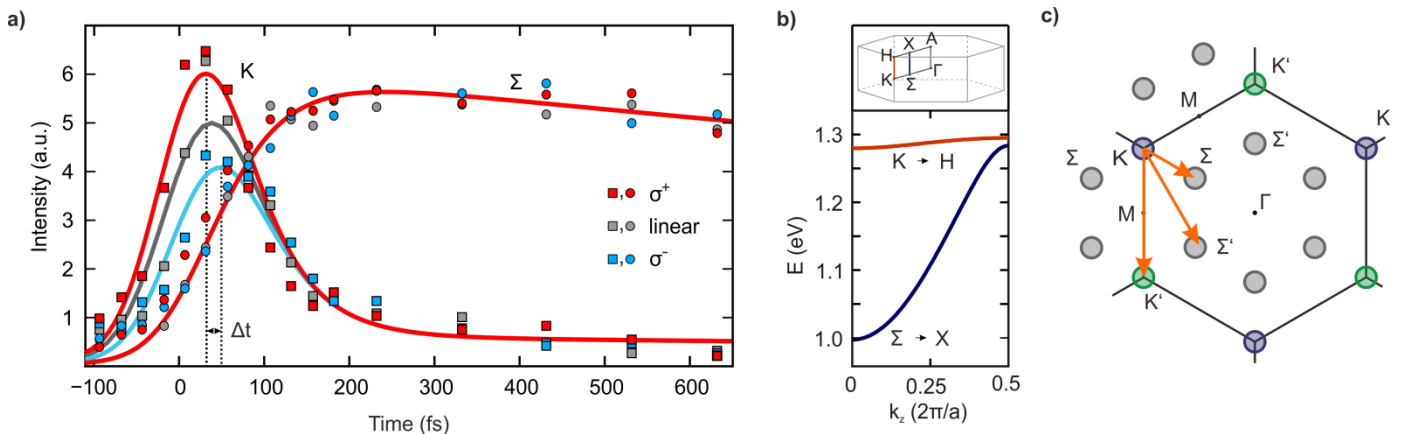 a)
Intensity (a.u.)
6
5
4
3
2
1
K
Σ
σ⁺
linear
σ⁻
Δt
−100
0
100
200
300
400
500
600
Time (fs)
b)
H
X
A
K
Σ
Γ
E (eV)
1.3
1.2
1.1
1.0
K → H
Σ → X
0
0.25
0.5
k_z (2π/a)
c)
K‘
M
K
K
Σ
Σ
Σ‘
M
Γ
Σ‘
K‘